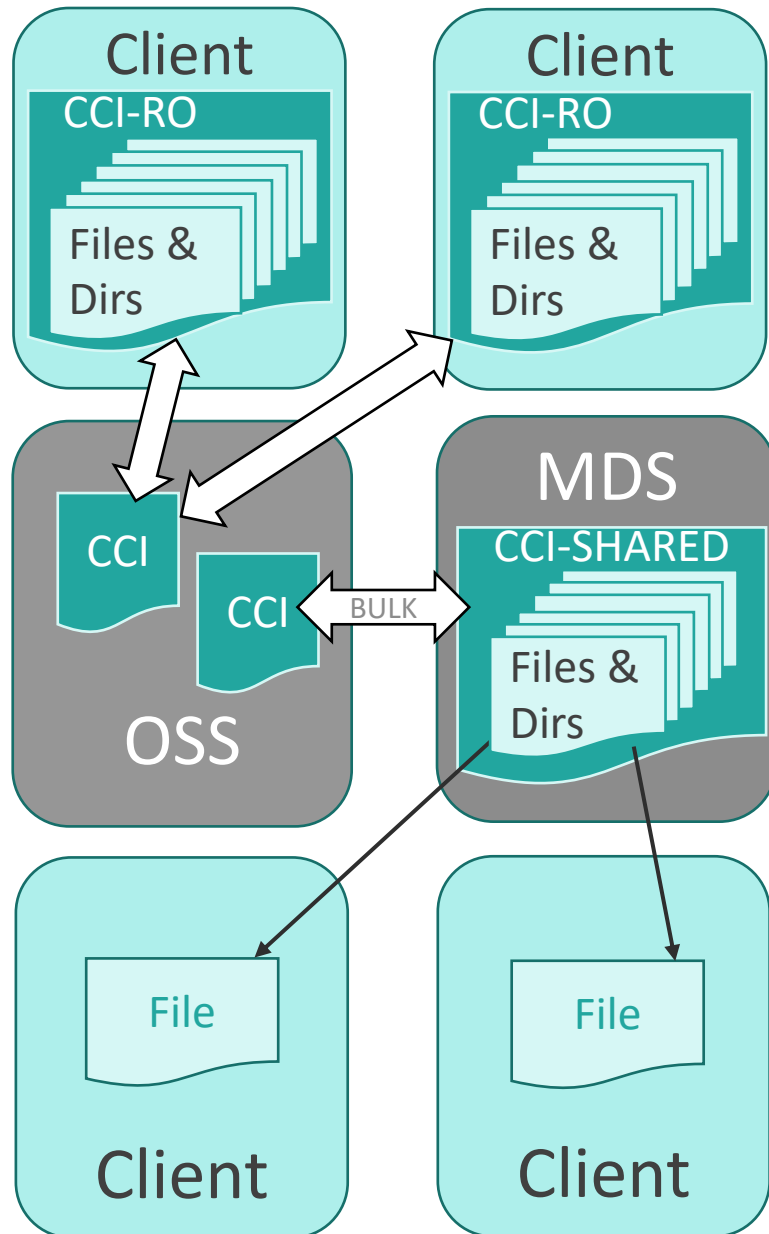 Client
CCI-RO
Files &
Dirs
Client
CCI-RO
Files &
Dirs
CCI
CCI
OSS
BULK
MDS
CCI-SHARED
Files &
Dirs
File
Client
File
Client